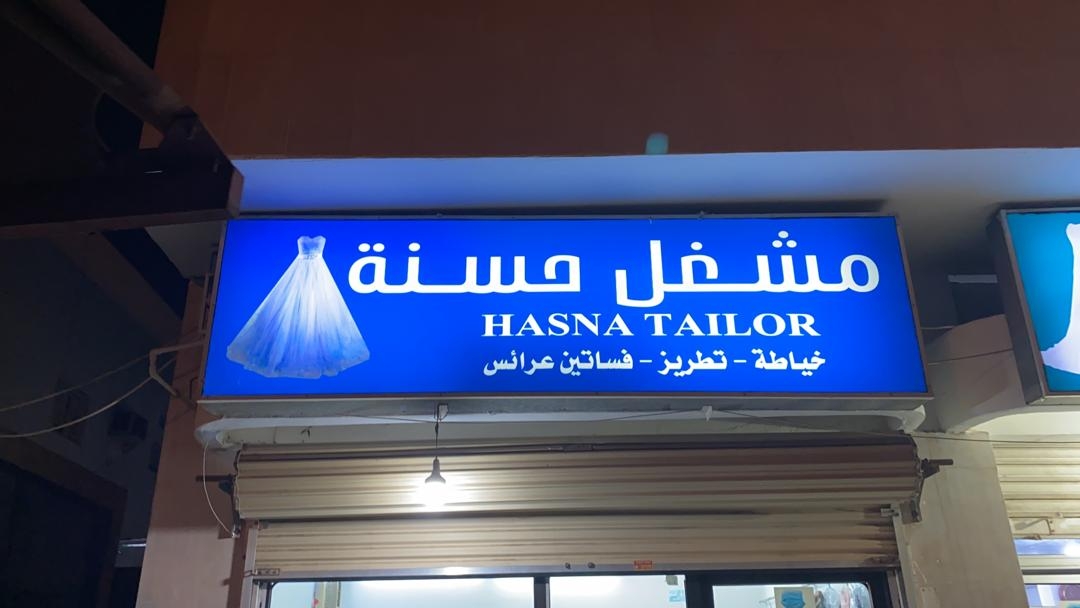 مشغل حسنة
HASNA TAILOR
خياطة - تطريز - فساتين عرائس